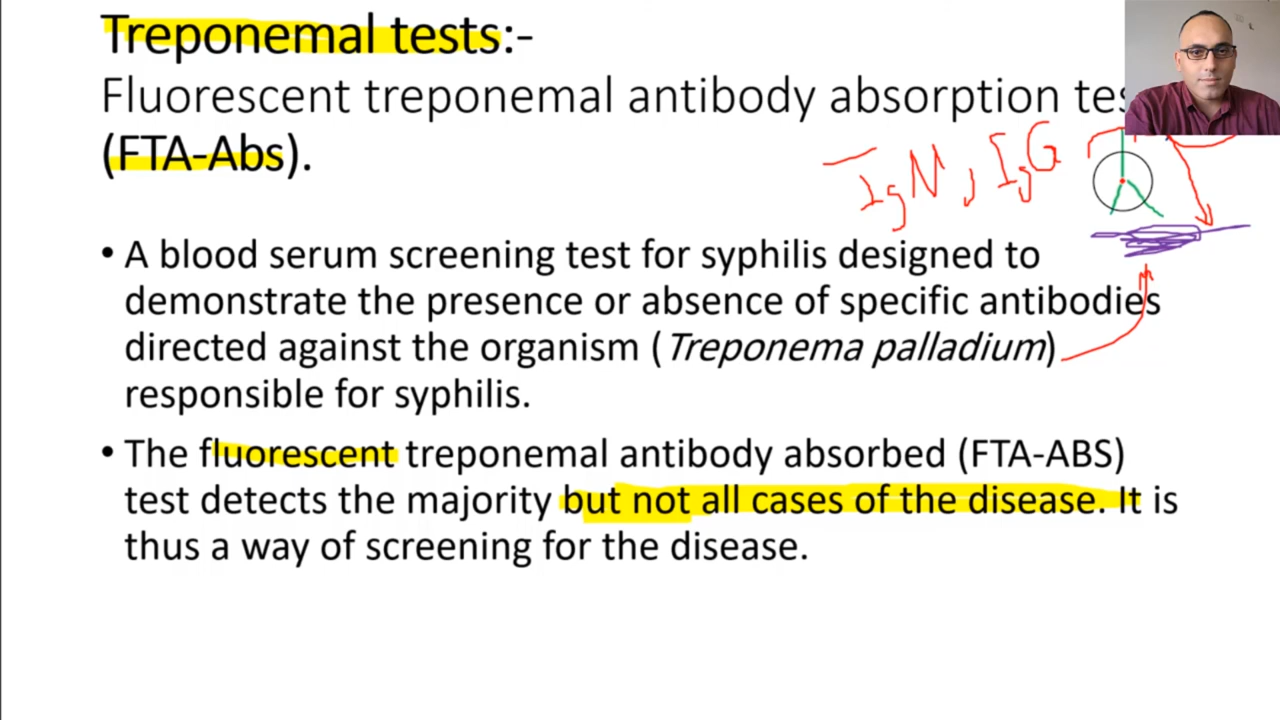 Treponemal tests:-
Fluorescent treponemal antibody absorption tes
(FTA-Abs).
IgM, IgG
• A blood serum screening test for syphilis designed to
demonstrate the presence or absence of specific antibodies
directed against the organism (Treponema palladium)
responsible for syphilis.
• The fluorescent treponemal antibody absorbed (FTA-ABS)
test detects the majority but not all cases of the disease. It is
thus a way of screening for the disease.